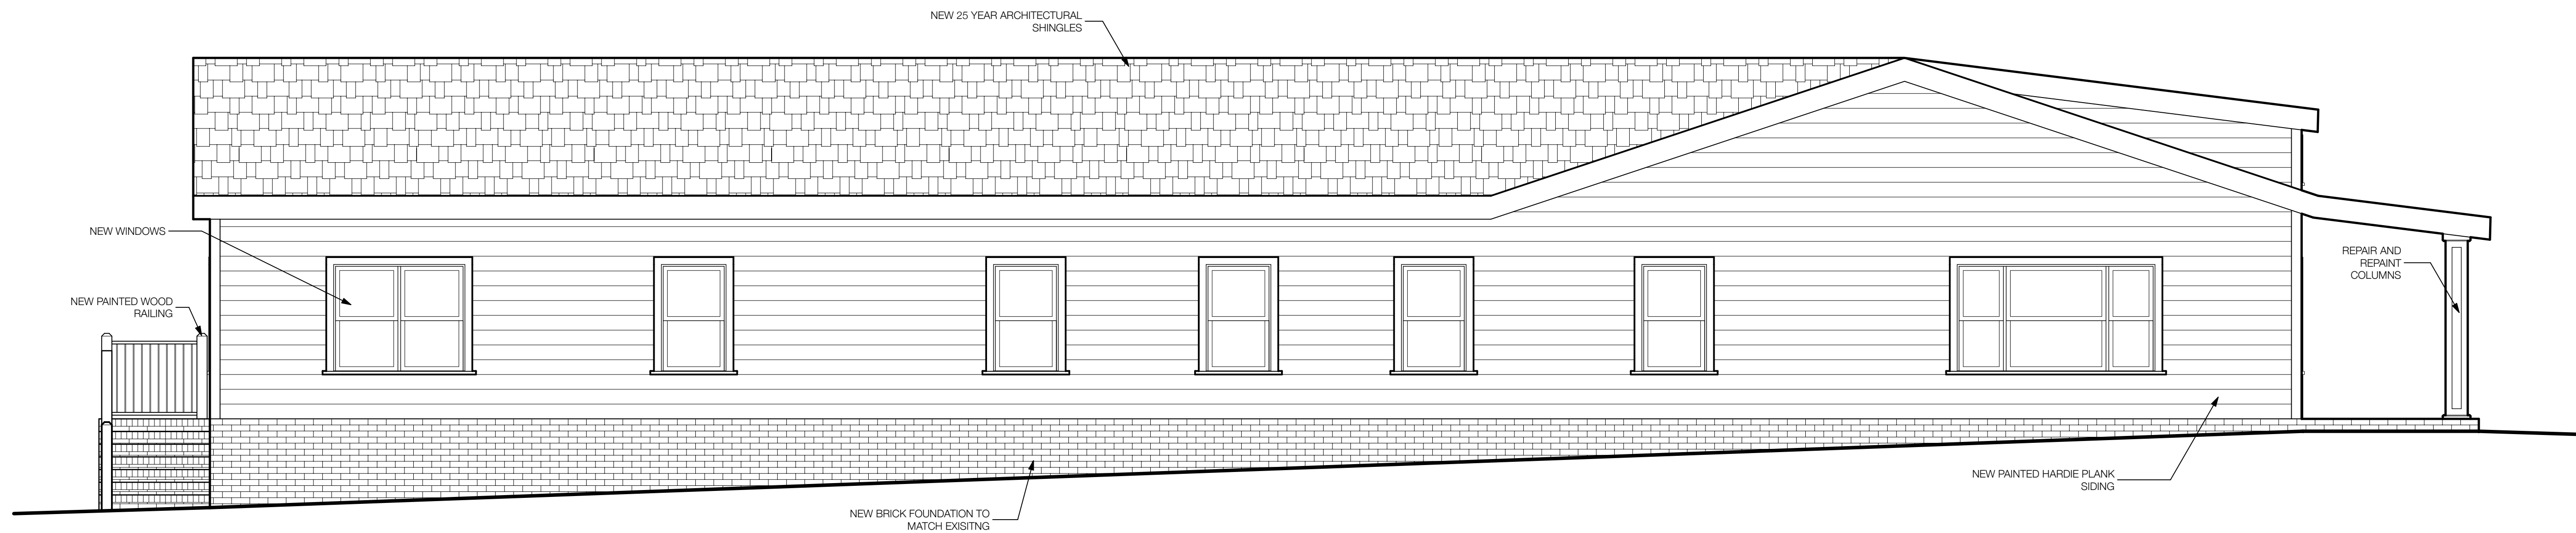 NEW 25 YEAR ARCHITECTURAL
SHINGLES
NEW WINDOWS
REPAIR AND
REPAINT
COLUMNS
NEW PAINTED WOOD
RAILING
NEW PAINTED HARDIE PLANK
SIDING
NEW BRICK FOUNDATION TO
MATCH EXISITNG